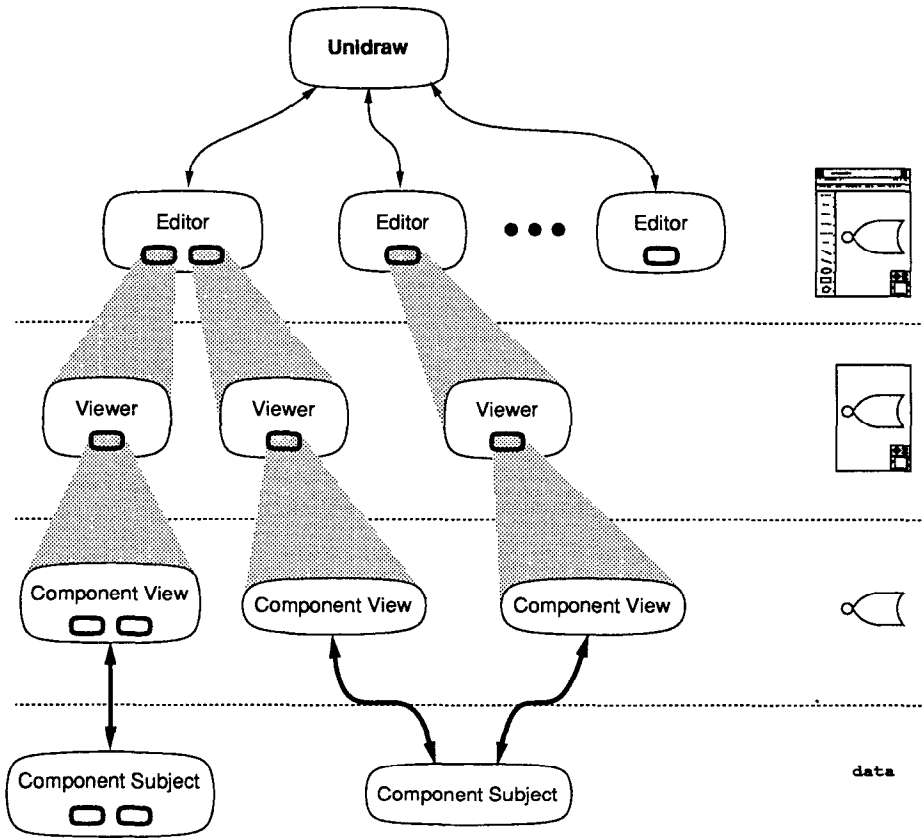 Unidraw
Editor
Editor
Editor
Viewer
Viewer
Viewer
Component View
Component View
Component View
Component Subject
Component Subject
data